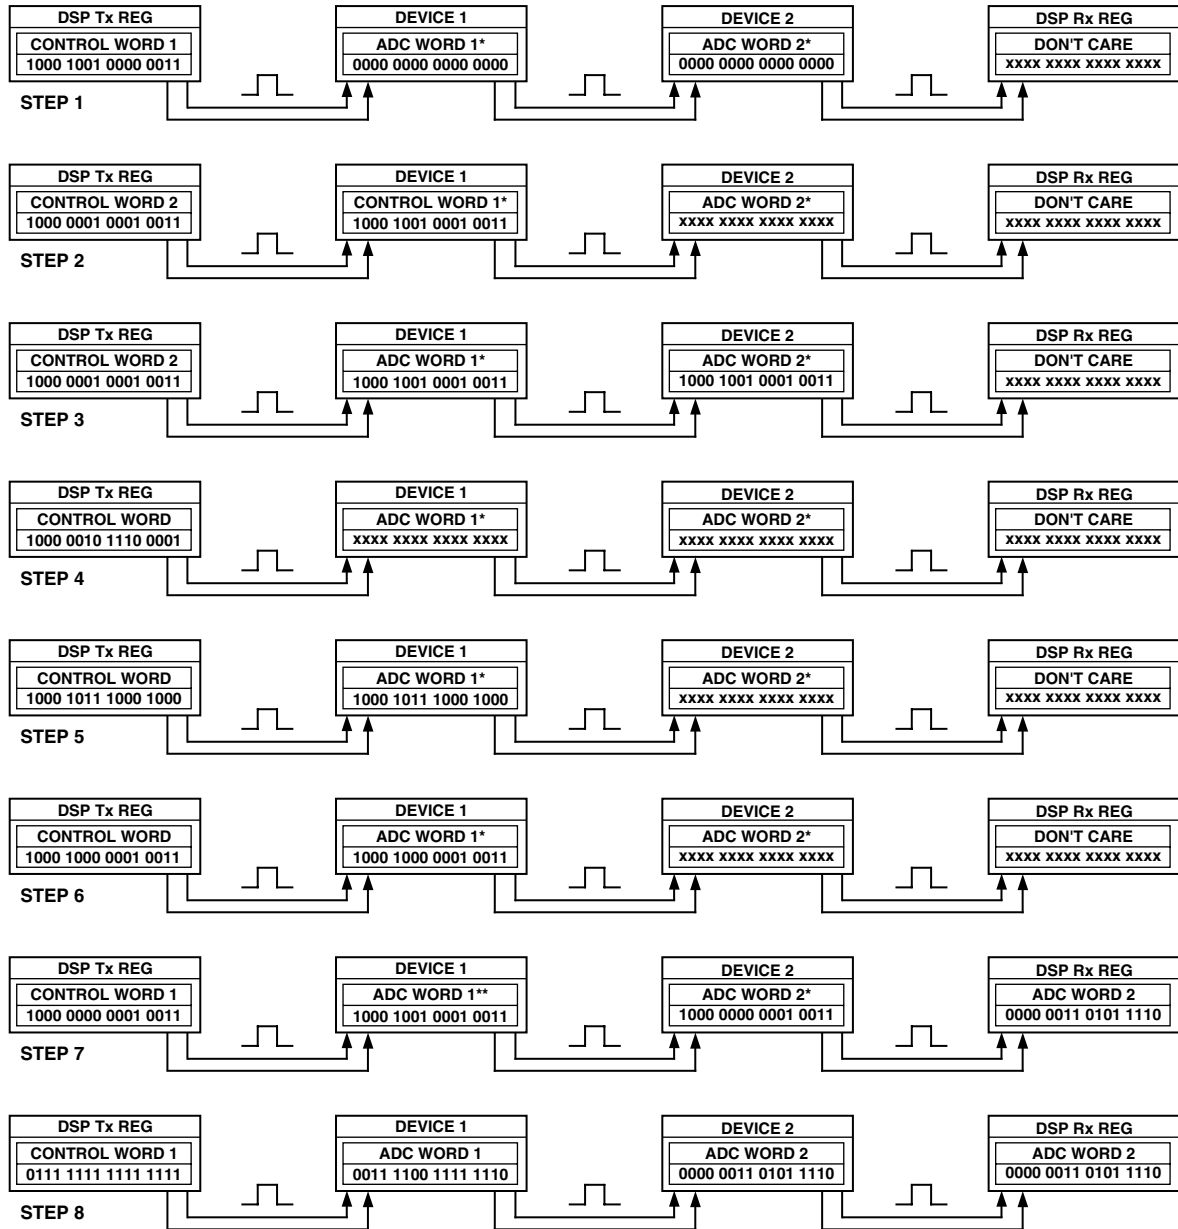 DSP Tx REG
CONTROL WORD 1
1000 1001 0000 0011
DEVICE 1
ADC WORD 1*
0000 0000 0000 0000
DEVICE 2
ADC WORD 2*
0000 0000 0000 0000
DSP Rx REG
DON'T CARE
xxxx xxxx xxxx xxxx
STEP 1
DSP Tx REG
CONTROL WORD 2
1000 0001 0001 0011
DEVICE 1
CONTROL WORD 1*
1000 1001 0001 0011
DEVICE 2
ADC WORD 2*
xxxx xxxx xxxx xxxx
DSP Rx REG
DON'T CARE
xxxx xxxx xxxx xxxx
STEP 2
DSP Tx REG
CONTROL WORD 2
1000 0001 0001 0011
DEVICE 1
ADC WORD 1*
1000 1001 0001 0011
DEVICE 2
ADC WORD 2*
1000 1001 0001 0011
DSP Rx REG
DON'T CARE
xxxx xxxx xxxx xxxx
STEP 3
DSP Tx REG
CONTROL WORD
1000 0010 1110 0001
DEVICE 1
ADC WORD 1*
xxxx xxxx xxxx xxxx
DEVICE 2
ADC WORD 2*
xxxx xxxx xxxx xxxx
DSP Rx REG
DON'T CARE
xxxx xxxx xxxx xxxx
STEP 4
DSP Tx REG
CONTROL WORD
1000 1011 1000 1000
DEVICE 1
ADC WORD 1*
1000 1011 1000 1000
DEVICE 2
ADC WORD 2*
xxxx xxxx xxxx xxxx
DSP Rx REG
DON'T CARE
xxxx xxxx xxxx xxxx
STEP 5
DSP Tx REG
CONTROL WORD
1000 1000 0001 0011
DEVICE 1
ADC WORD 1*
1000 1000 0001 0011
DEVICE 2
ADC WORD 2*
xxxx xxxx xxxx xxxx
DSP Rx REG
DON'T CARE
xxxx xxxx xxxx xxxx
STEP 6
DSP Tx REG
CONTROL WORD 1
1000 0000 0001 0011
DEVICE 1
ADC WORD 1**
1000 1001 0001 0011
DEVICE 2
ADC WORD 2*
1000 0000 0001 0011
DSP Rx REG
ADC WORD 2
0000 0011 0101 1110
STEP 7
DSP Tx REG
CONTROL WORD 1
0111 1111 1111 1111
DEVICE 1
ADC WORD 1
0011 1100 1111 1110
DEVICE 2
ADC WORD 2
0000 0011 0101 1110
DSP Rx REG
ADC WORD 2
0000 0011 0101 1110
STEP 8